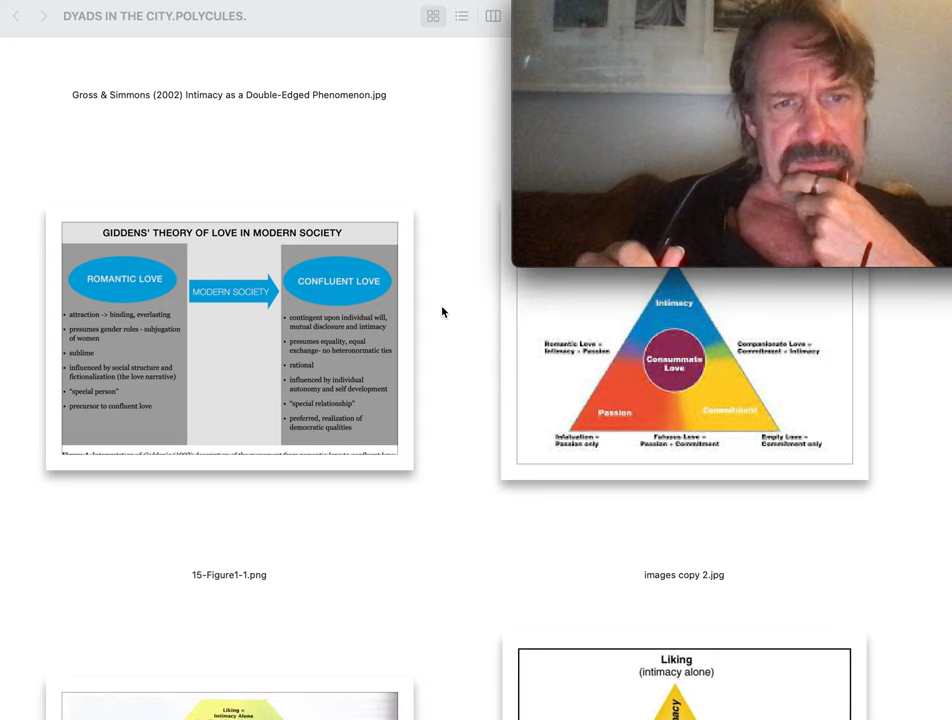 DYADS IN THE CITY.POLYCULES.
Gross & Simmons (2002) Intimacy as a Double-Edged Phenomenon.jpg
GIDDENS' THEORY OF LOVE IN MODERN SOCIETY
ROMANTIC LOVE
MODERN SOCIETY
CONFLUENT LOVE
• attraction -> binding, everlasting
• presumes gender roles - subjugation
of women
• sublime
• influenced by social structure and
fictionalization (the love narrative)
• "special person"
• precursor to confluent love
• contingent upon individual will,
mutual disclosure and intimacy
• presumes equality, equal
exchange- no heteronormatic ties
• rational
• influenced by individual
autonomy and self development
• "special relationship"
• preferred, realization of
democratic qualities
Intimacy
Romantic Love =
Intimacy + Passion
Companionate Love =
Commitment + Intimacy
Consummate
Love
Passion
Commitment
Infatuation =
Passion only
Fatuous Love =
Passion + Commitment
Empty Love =
Commitment only
15-Figure1-1.png
images copy 2.jpg
Liking =
Intimacy Alone
Liking
(intimacy alone)